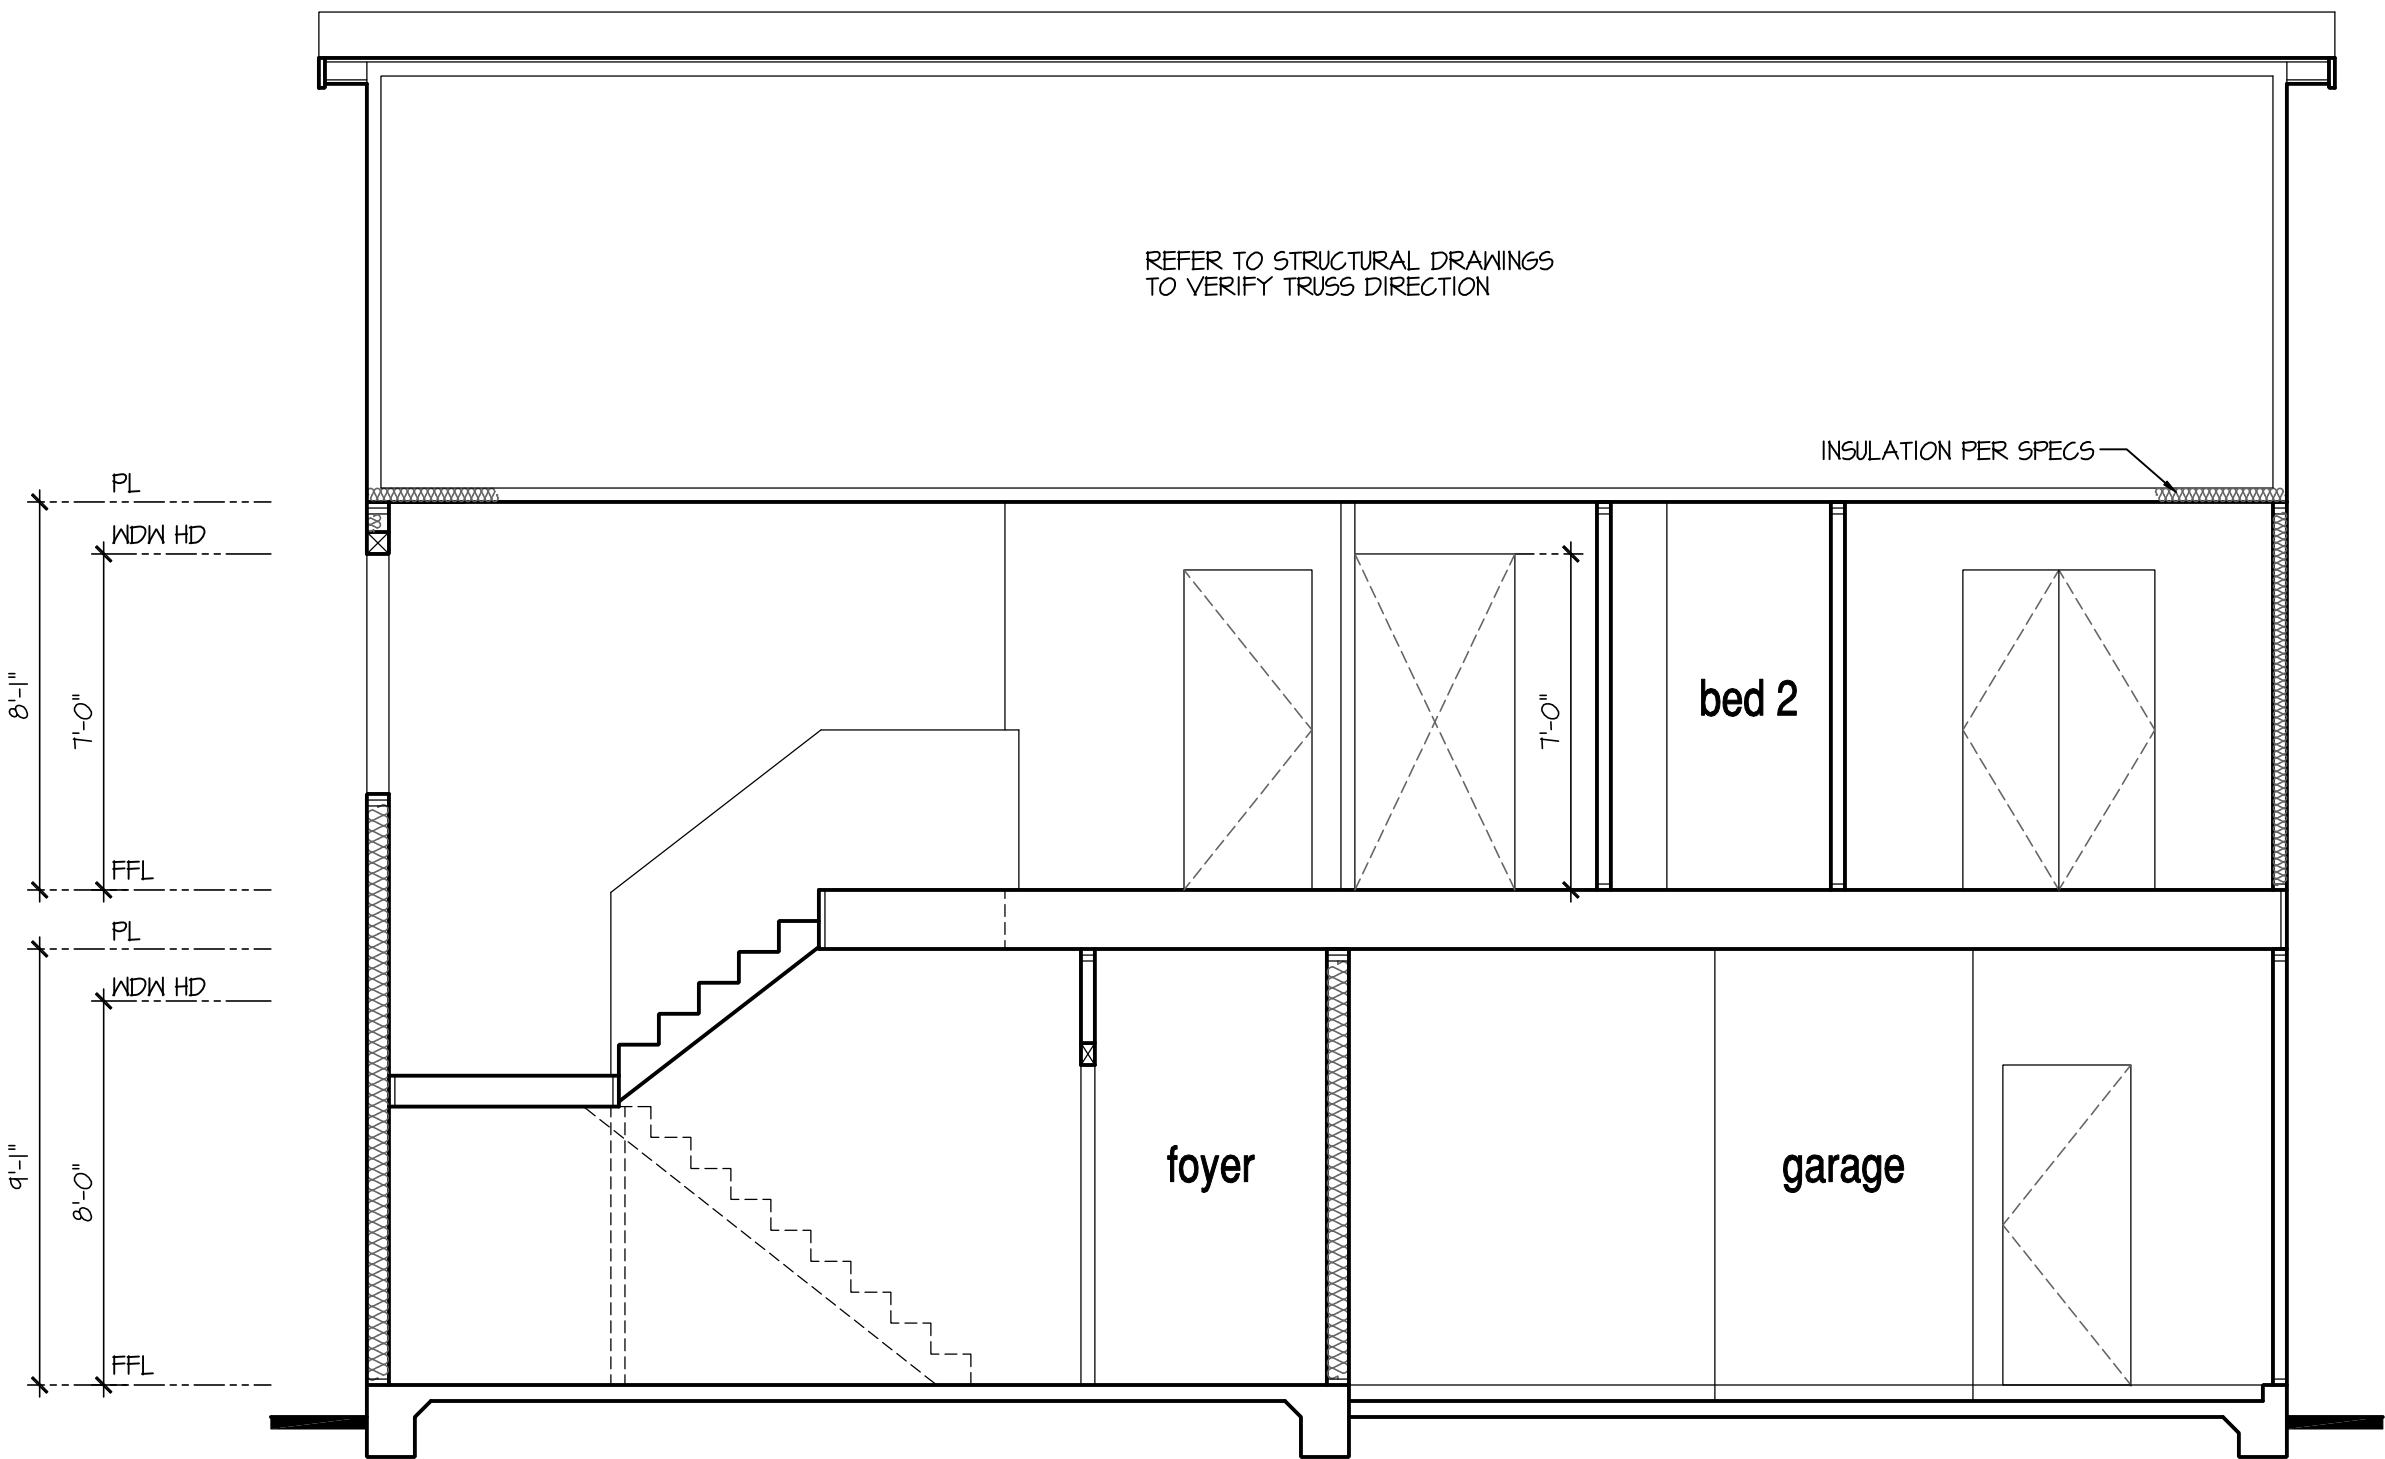 REFER TO STRUCTURAL DRAWINGS
TO VERIFY TRUSS DIRECTION
INSULATION PER SPECS
PL
WDW HD
8'-1"
7'-0"
7'-0"
bed 2
FFL
PL
WDW HD
9'-1"
8'-0"
foyer
garage
FFL